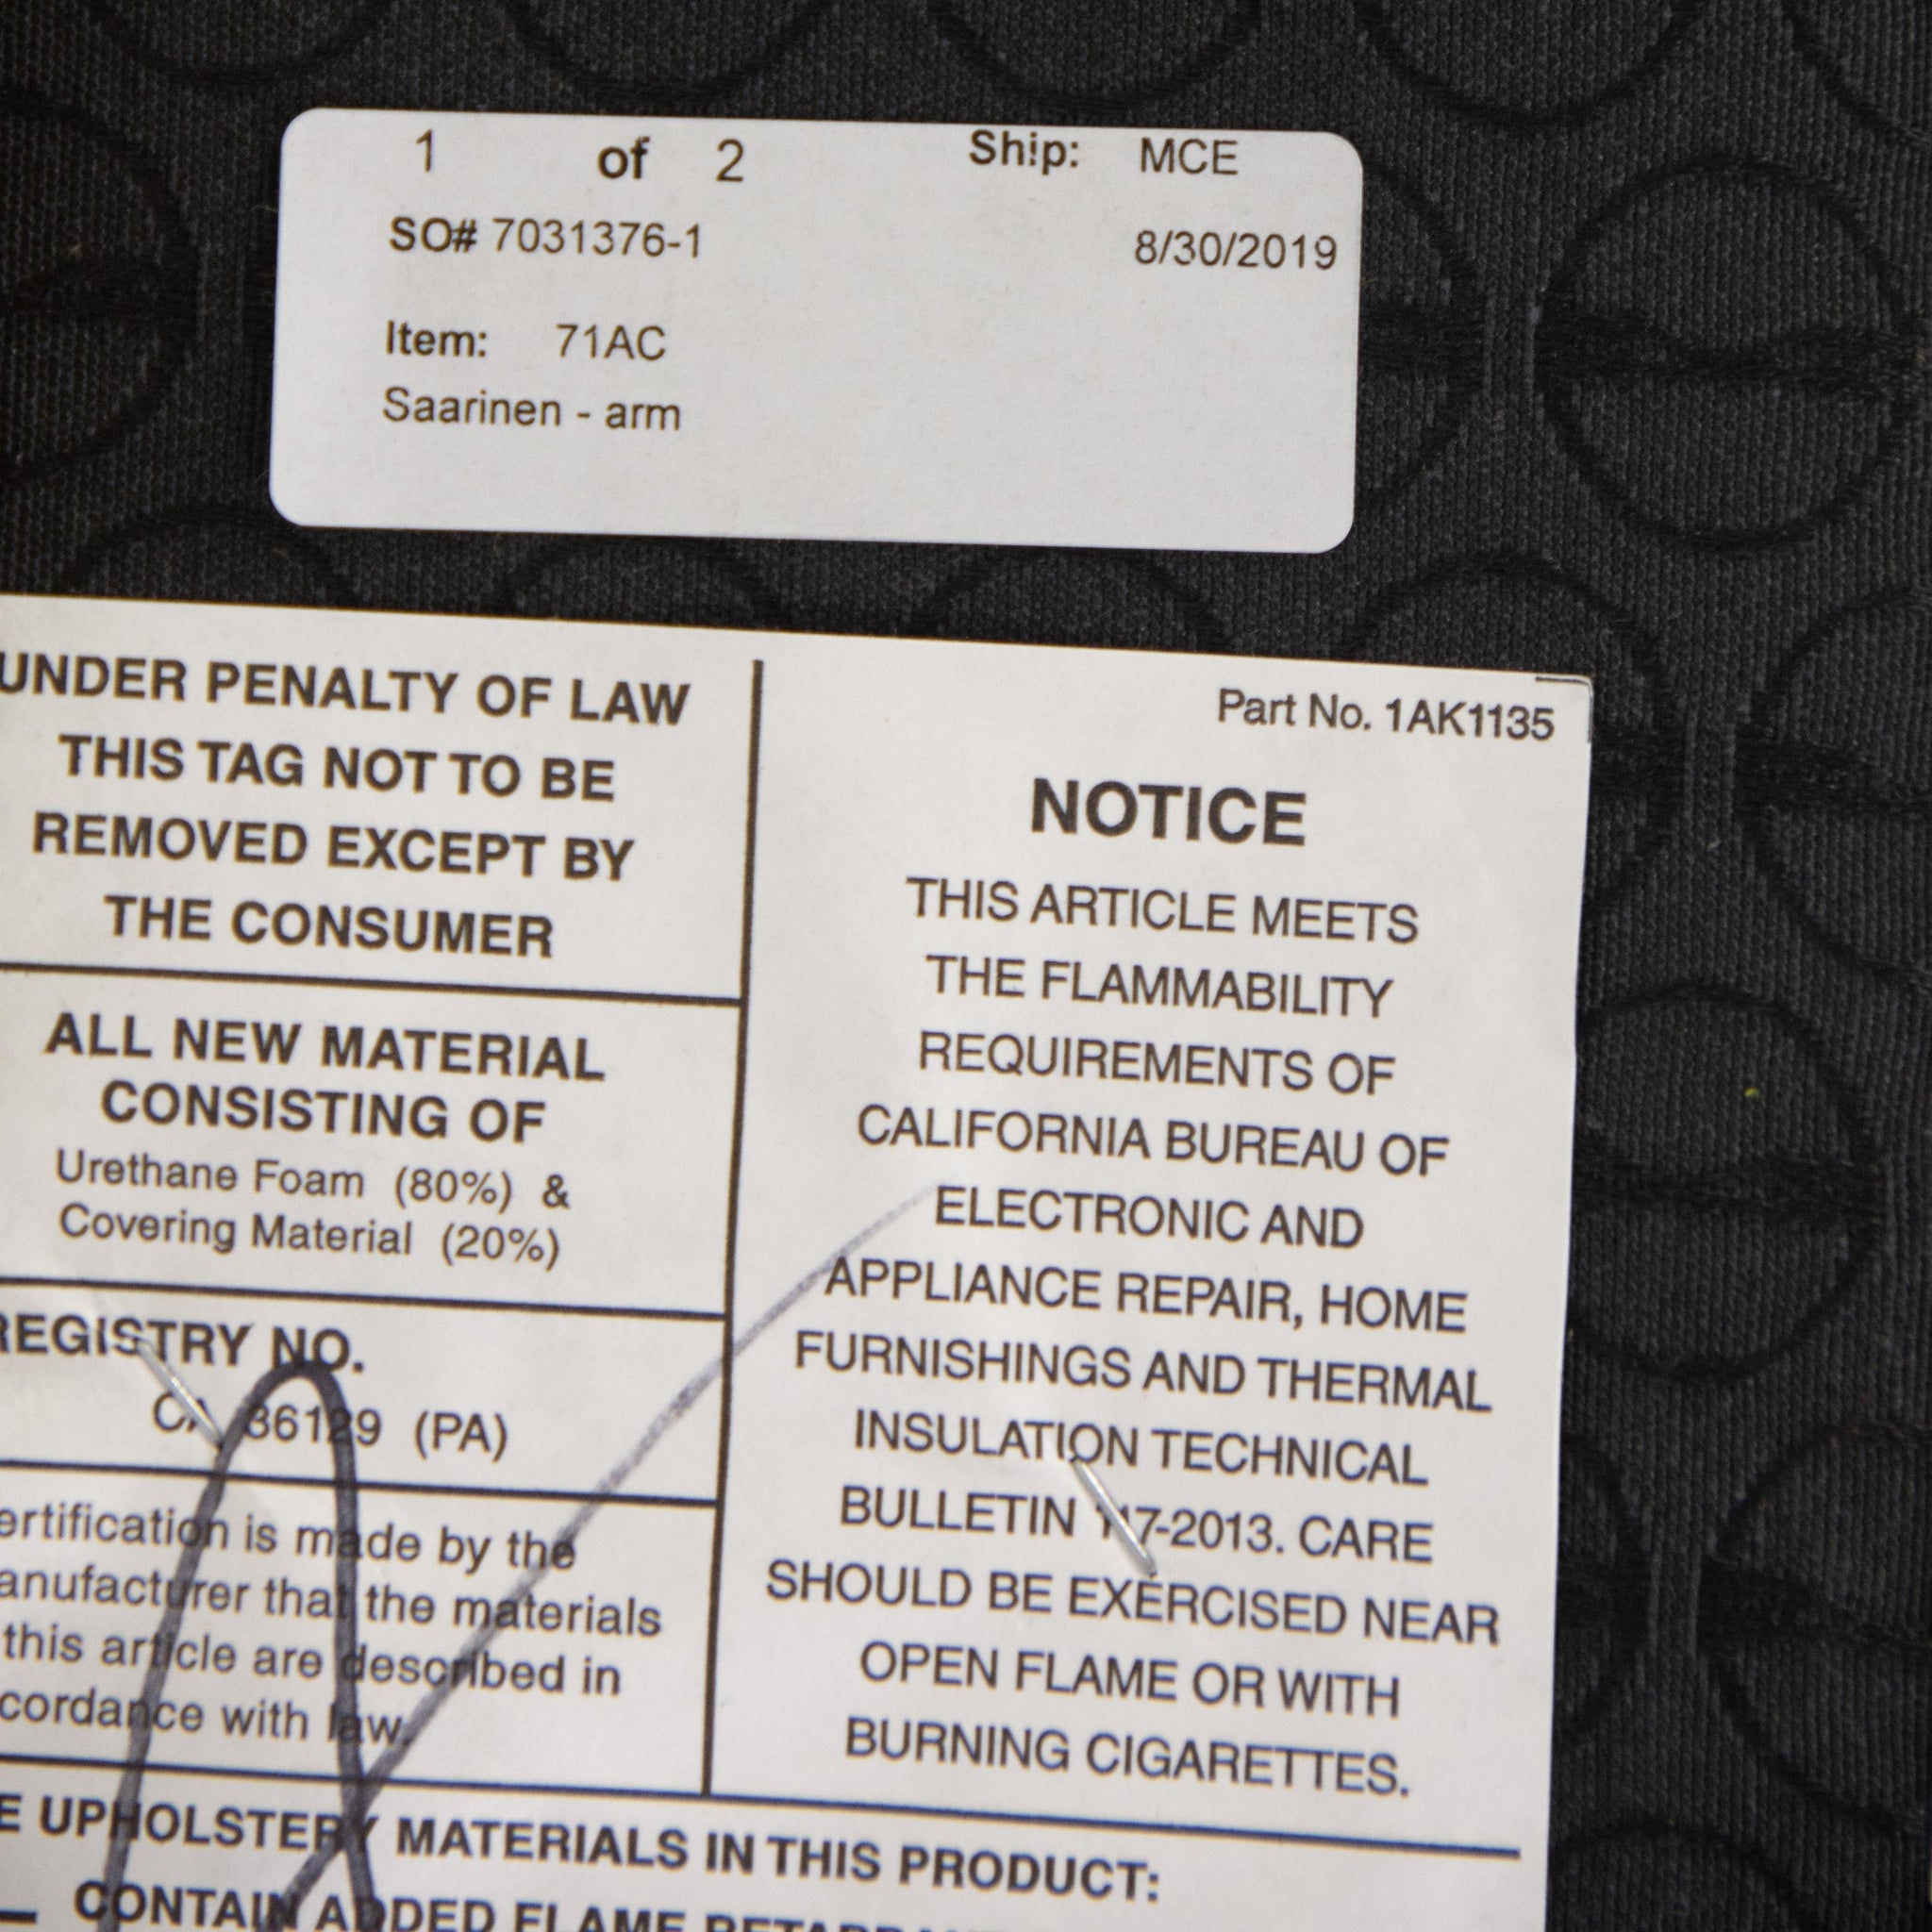 1 of 2 Ship: MCE
SO# 7031376-1 8/30/2019
Item: 71AC
Saarinen - arm
UNDER PENALTY OF LAW
THIS TAG NOT TO BE
REMOVED EXCEPT BY
THE CONSUMER
ALL NEW MATERIAL
CONSISTING OF
Urethane Foam (80%) &
Covering Material (20%)
REGISTRY NO.
CA 36129 (PA)
ertification is made by the
anufacturer that the materials
this article are described in
cordance with law.
Part No. 1AK1135
NOTICE
THIS ARTICLE MEETS
THE FLAMMABILITY
REQUIREMENTS OF
CALIFORNIA BUREAU OF
ELECTRONIC AND
APPLIANCE REPAIR, HOME
FURNISHINGS AND THERMAL
INSULATION TECHNICAL
BULLETIN 117-2013. CARE
SHOULD BE EXERCISED NEAR
OPEN FLAME OR WITH
BURNING CIGARETTES.
E UPHOLSTERY MATERIALS IN THIS PRODUCT:
CONTAIN ADDED FLAME